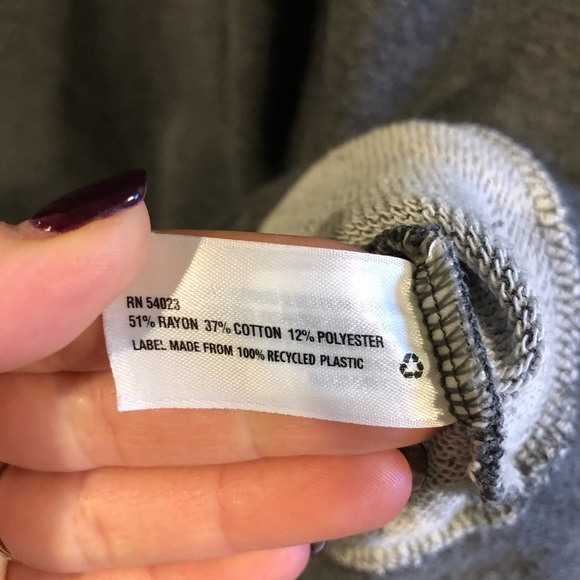 RN 54023
51% RAYON 37% COTTON 12% POLYESTER
LABEL MADE FROM 100% RECYCLED PLASTIC